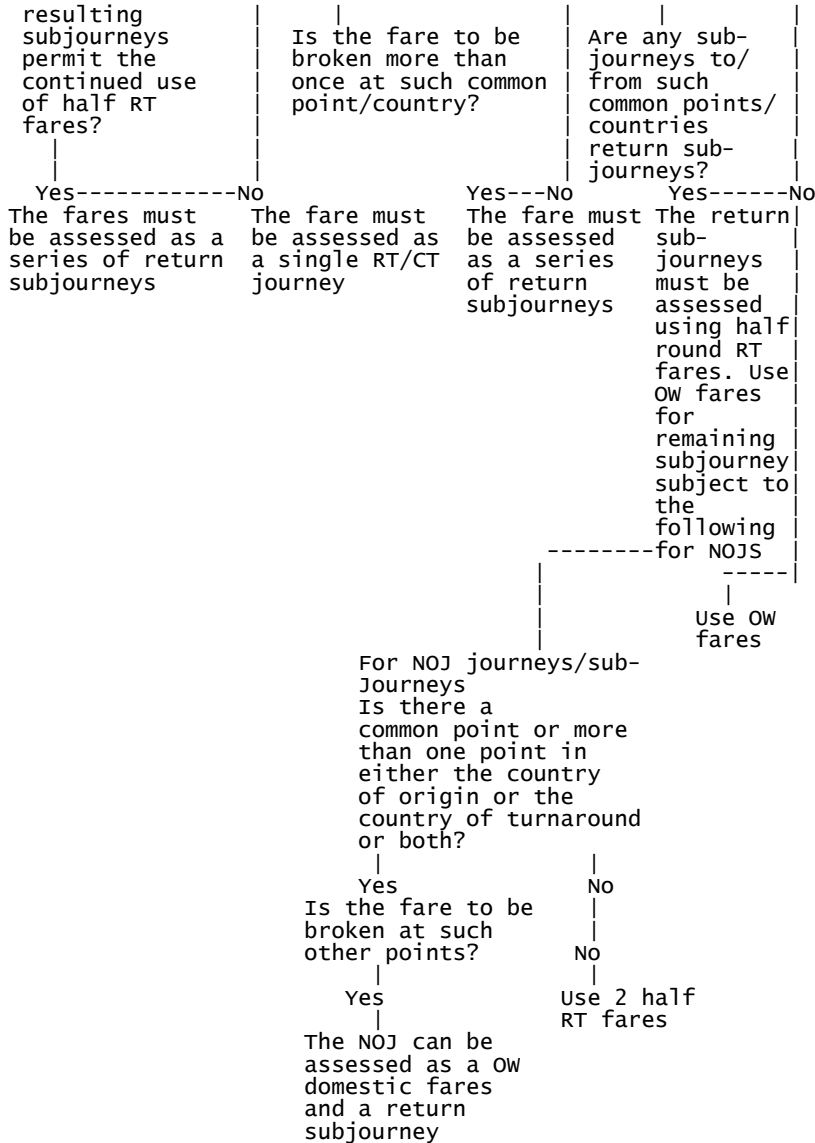 resulting | | | | |
subjourneys | Is the fare to be | Are any sub- |
permit the | broken more than | journeys to/ |
continued use | once at such common | from such |
of half RT | point/country? | common points/ |
fares? | | countries |
| | | return sub- |
| | | journeys? |
Yes------------No Yes---No Yes------No
The fares must The fare must The fare must The return|
be assessed as a be assessed as be assessed sub- |
series of return a single RT/CT as a series journeys |
subjourneys journey of return must be |
subjourneys assessed |
using half|
round RT |
fares. Use|
OW fares |
for |
remaining |
subjourney|
subject to|
the |
following |
--------for NOJS |
| -----|
| |
| Use OW
| fares
For NOJ journeys/sub-
Journeys
Is there a
common point or more
than one point in
either the country
of origin or the
country of turnaround
or both?
| |
Yes No
Is the fare to be |
broken at such |
other points? No
| |
Yes Use 2 half
| RT fares
The NOJ can be
assessed as a OW
domestic fares
and a return
subjourney